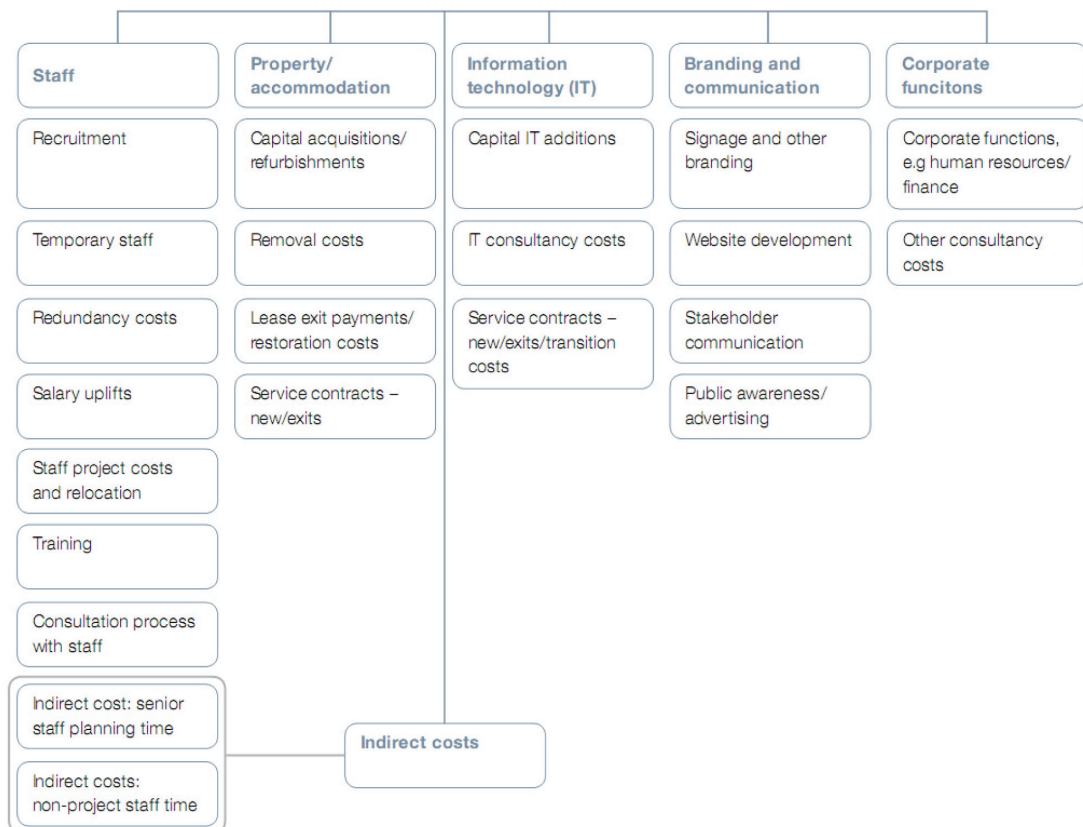 Staff
Property/
accommodation
Information
technology (IT)
Branding and
communication
Corporate
funcitons
Recruitment
Capital acquisitions/
refurbishments
Capital IT additions
Signage and other
branding
Corporate functions,
e.g human resources/
finance
Temporary staff
Removal costs
IT consultancy costs
Website development
Other consultancy
costs
Redundancy costs
Lease exit payments/
restoration costs
Service contracts –
new/exits/transition
costs
Stakeholder
communication
Salary uplifts
Service contracts –
new/exits
Public awareness/
advertising
Staff project costs
and relocation
Training
Consultation process
with staff
Indirect cost: senior
staff planning time
Indirect costs
Indirect costs:
non-project staff time